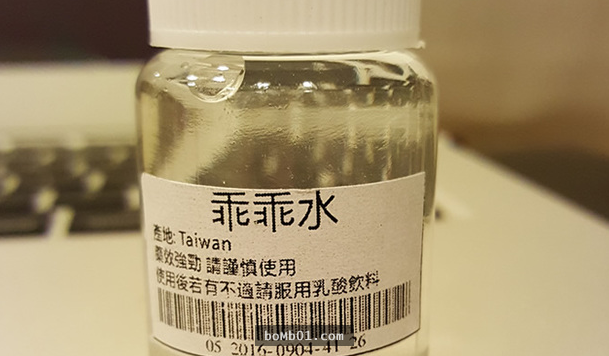 乖乖水
產地: Taiwan
藥效強勁 請謹慎使用
使用後若有不適請服用乳酸飲料
05 2016-0904-41 26
boMb01.com